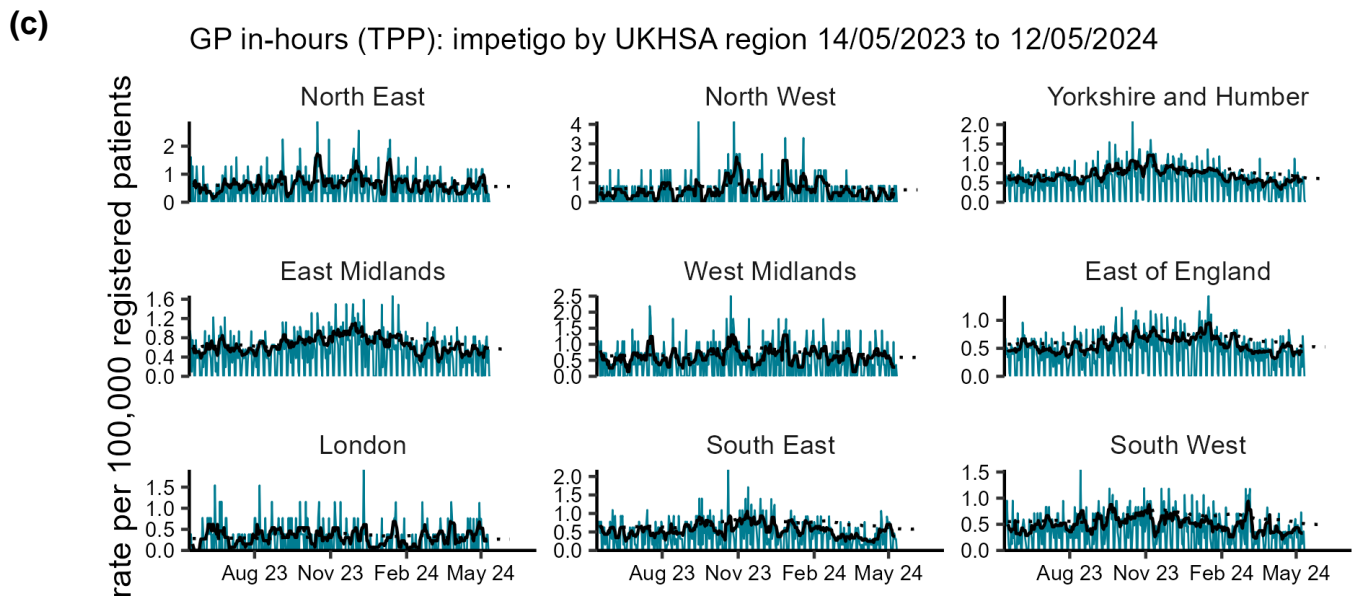 (c)
GP in-hours (TPP): impetigo by UKHSA region 14/05/2023 to 12/05/2024
rate per 100,000 registered patients
North East
2
1
0
North West
4
3
2
1
0
Yorkshire and Humber
2.0
1.5
1.0
0.5
0.0
East Midlands
1.6
1.2
0.8
0.4
0.0
West Midlands
2.5
2.0
1.5
1.0
0.5
0.0
East of England
1.0
0.5
0.0
London
1.5
1.0
0.5
0.0
Aug 23 Nov 23 Feb 24 May 24
South East
2.0
1.5
1.0
0.5
0.0
Aug 23 Nov 23 Feb 24 May 24
South West
1.5
1.0
0.5
0.0
Aug 23 Nov 23 Feb 24 May 24